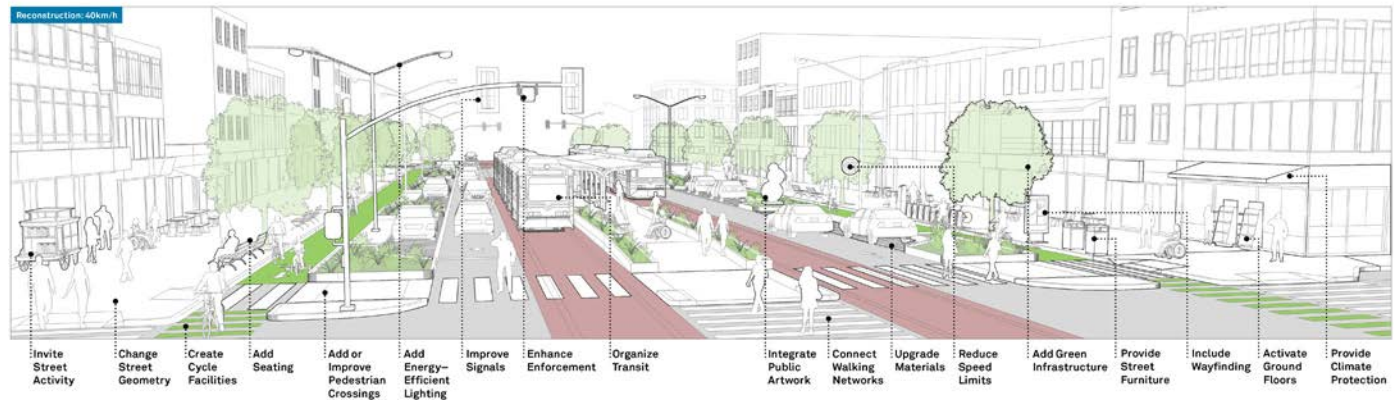 Reconstruction: 40km/h
Invite
Street
Activity
Change
Street
Geometry
Create
Cycle
Facilities
Add
Seating
Add or
Improve
Pedestrian
Crossings
Add
Energy–
Efficient
Lighting
Improve
Signals
Enhance
Enforcement
Organize
Transit
Integrate
Public
Artwork
Connect
Walking
Networks
Upgrade
Materials
Reduce
Speed
Limits
Add Green
Infrastructure
Provide
Street
Furniture
Include
Wayfinding
Activate
Ground
Floors
Provide
Climate
Protection